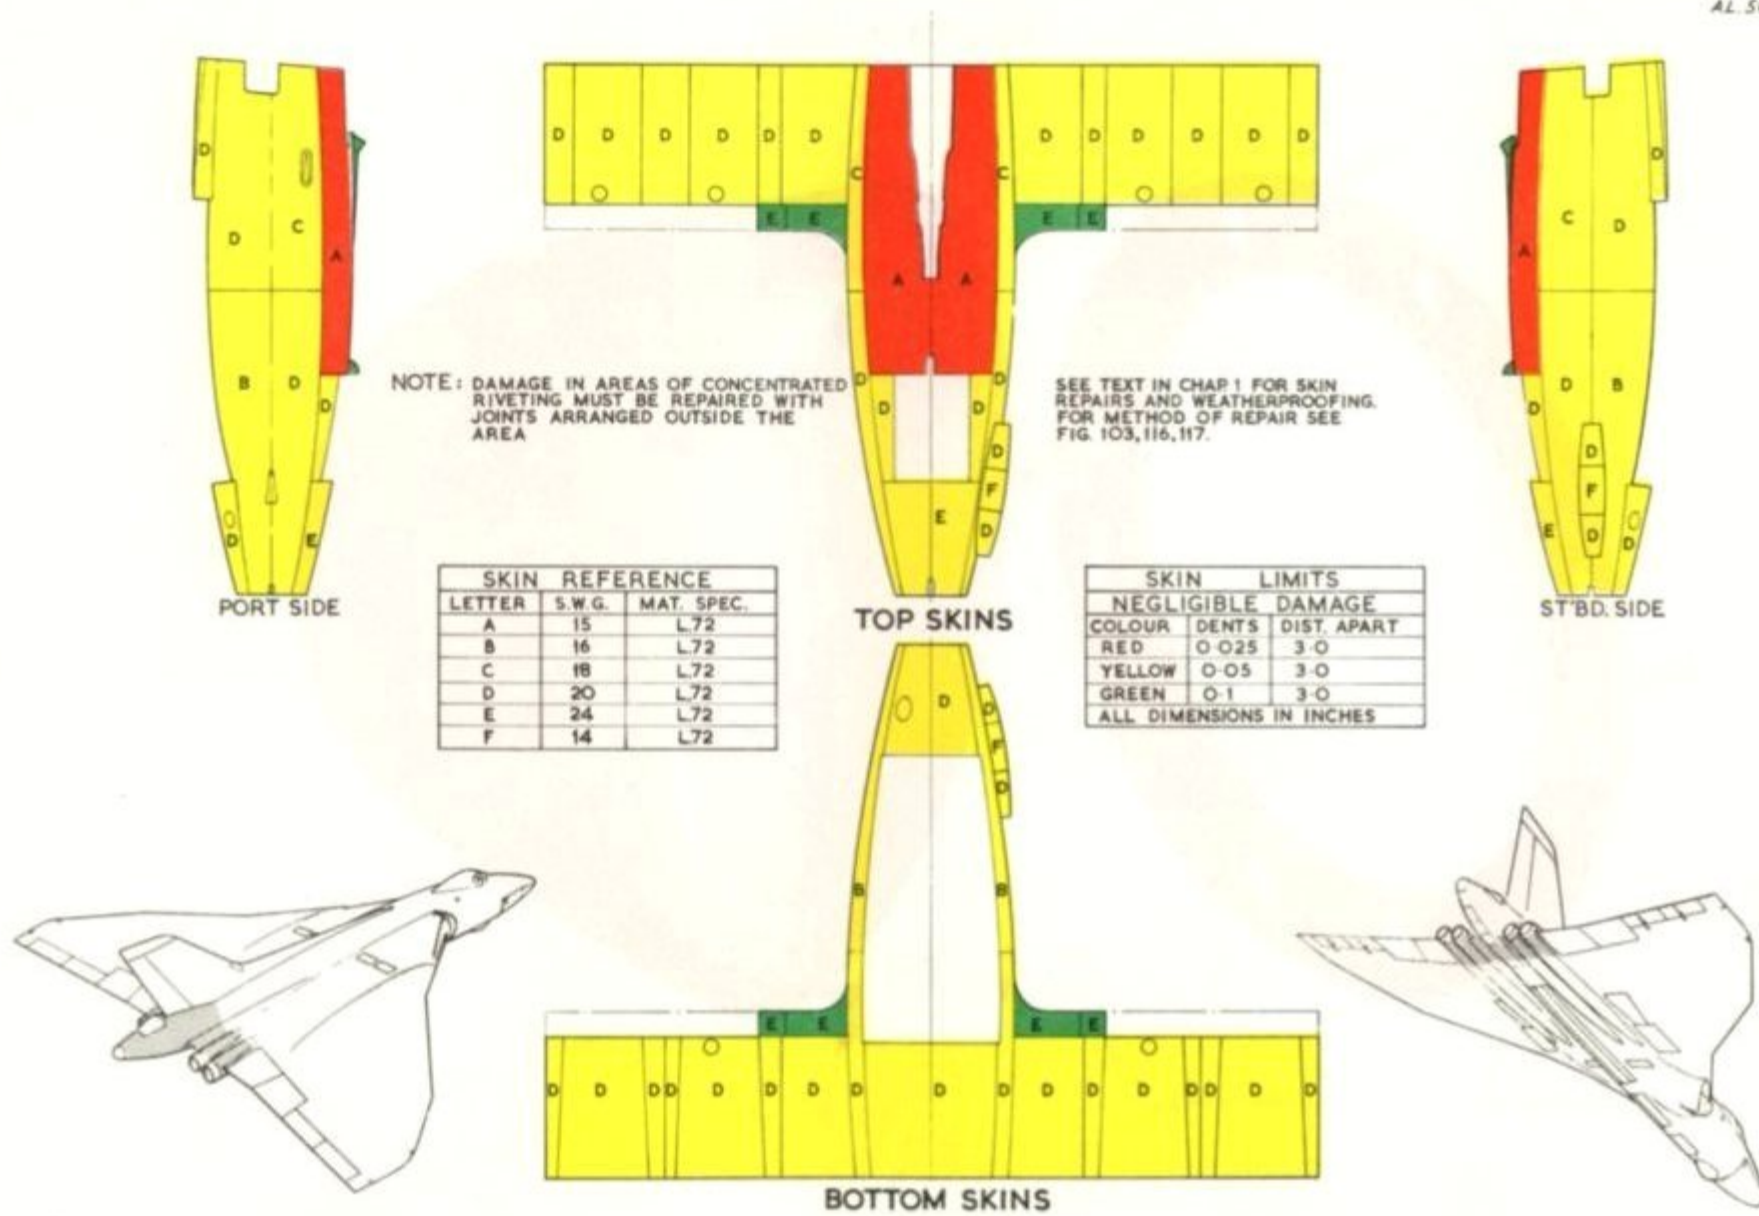 D D D D D D D D D D D D
D C C D
D C C D
D
E E E E
A A A A
B D D D D D D B
D D D D
NOTE: DAMAGE IN AREAS OF CONCENTRATED
RIVETING MUST BE REPAIRED WITH
JOINTS ARRANGED OUTSIDE THE
AREA
SEE TEXT IN CHAP 1 FOR SKIN
REPAIRS AND WEATHERPROOFING.
FOR METHOD OF REPAIR SEE
FIG. 103,116,117.
D D
F F
D E E D E D D
PORT SIDE
TOP SKINS
ST'BD. SIDE
SKIN REFERENCE
LETTER S.W.G. MAT. SPEC.
A 15 L.72
B 16 L.72
C 18 L.72
D 20 L.72
E 24 L.72
F 14 L.72
SKIN LIMITS
NEGLIGIBLE DAMAGE
COLOUR DENTS DIST. APART
RED 0·025 3·0
YELLOW 0·05 3·0
GREEN 0·1 3·0
ALL DIMENSIONS IN INCHES
D D
F
D
B B
E E E E
D D D D D D D D D D D D D D D D D
BOTTOM SKINS